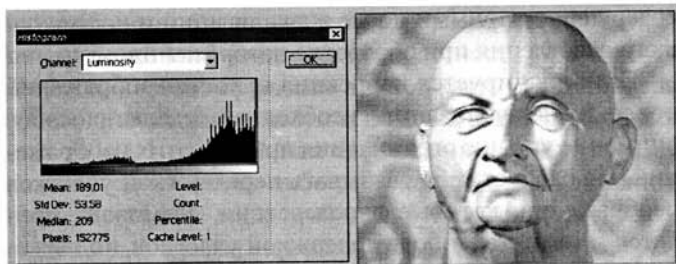 Histogram
Channel: Luminosity
OK
Mean: 189.01 Level:
Std Dev: 53.58 Count:
Median: 209 Percentile:
Pixels: 152775 Cache Level: 1